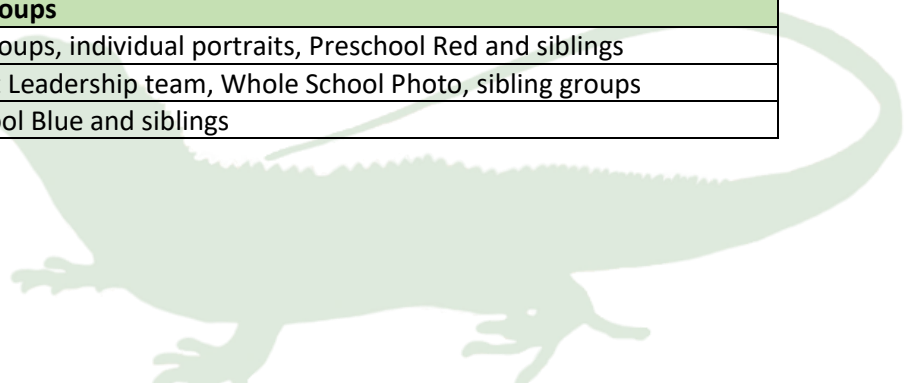 oups
oups, individual portraits, Preschool Red and siblings
Leadership team, Whole School Photo, sibling groups
ol Blue and siblings